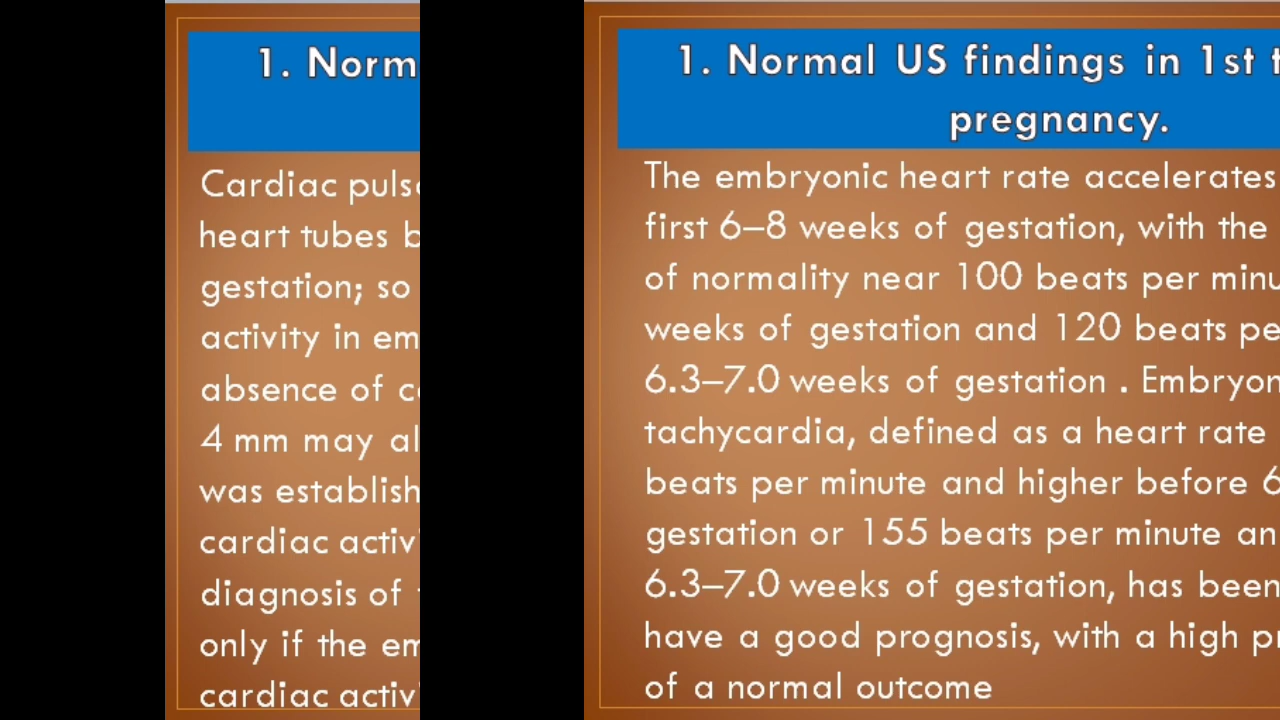 1. Norm
Cardiac puls
heart tubes b
gestation; so
activity in em
absence of c
4 mm may al
was establish
cardiac activ
diagnosis of
only if the em
cardiac activ
1. Normal US findings in 1st t
pregnancy.
The embryonic heart rate accelerates
first 6–8 weeks of gestation, with the
of normality near 100 beats per minu
weeks of gestation and 120 beats pe
6.3–7.0 weeks of gestation . Embryon
tachycardia, defined as a heart rate
beats per minute and higher before 6
gestation or 155 beats per minute an
6.3–7.0 weeks of gestation, has been
have a good prognosis, with a high pr
of a normal outcome